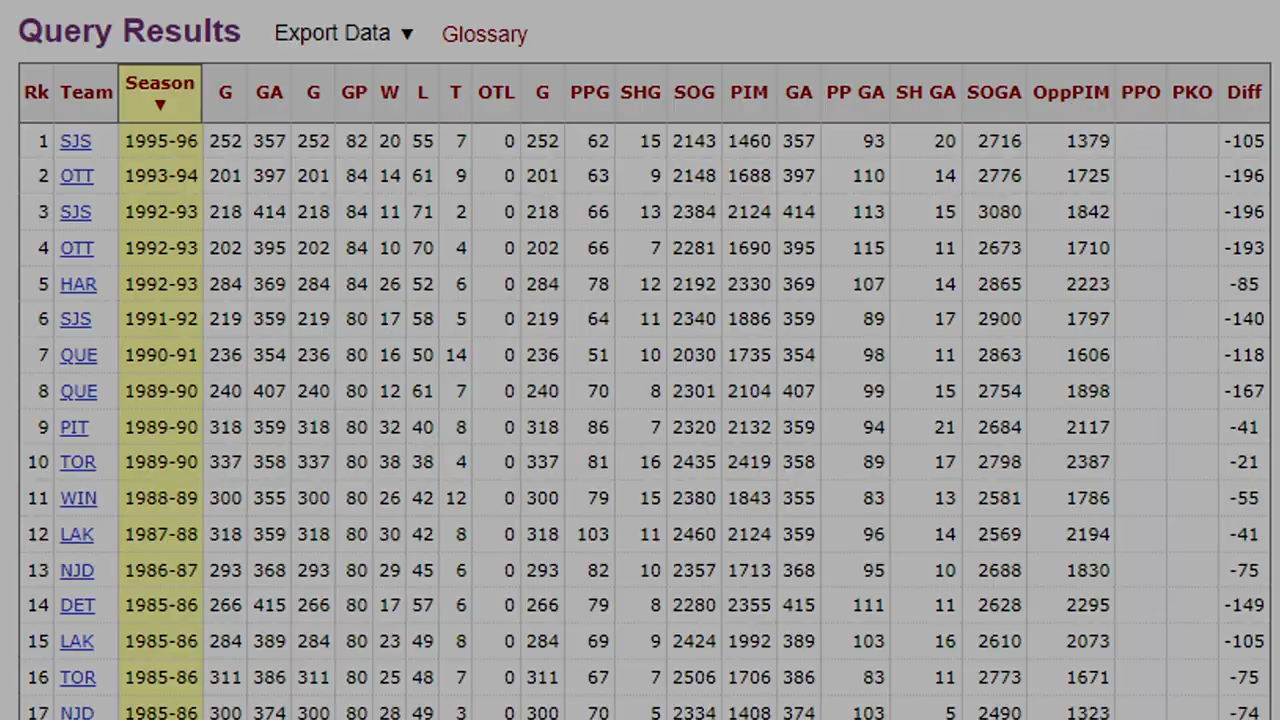 Query Results Export Data ▼ Glossary
Rk Team Season ▼ G GA G GP W L T OTL G PPG SHG SOG PIM GA PP GA SH GA SOGA OppPIM PPO PKO Diff
1 SJS 1995-96 252 357 252 82 20 55 7 0 252 62 15 2143 1460 357 93 20 2716 1379 -105
2 OTT 1993-94 201 397 201 84 14 61 9 0 201 63 9 2148 1688 397 110 14 2776 1725 -196
3 SJS 1992-93 218 414 218 84 11 71 2 0 218 66 13 2384 2124 414 113 15 3080 1842 -196
4 OTT 1992-93 202 395 202 84 10 70 4 0 202 66 7 2281 1690 395 115 11 2673 1710 -193
5 HAR 1992-93 284 369 284 84 26 52 6 0 284 78 12 2192 2330 369 107 14 2865 2223 -85
6 SJS 1991-92 219 359 219 80 17 58 5 0 219 64 11 2340 1886 359 89 17 2900 1797 -140
7 QUE 1990-91 236 354 236 80 16 50 14 0 236 51 10 2030 1735 354 98 11 2863 1606 -118
8 QUE 1989-90 240 407 240 80 12 61 7 0 240 70 8 2301 2104 407 99 15 2754 1898 -167
9 PIT 1989-90 318 359 318 80 32 40 8 0 318 86 7 2320 2132 359 94 21 2684 2117 -41
10 TOR 1989-90 337 358 337 80 38 38 4 0 337 81 16 2435 2419 358 89 17 2798 2387 -21
11 WIN 1988-89 300 355 300 80 26 42 12 0 300 79 15 2380 1843 355 83 13 2581 1786 -55
12 LAK 1987-88 318 359 318 80 30 42 8 0 318 103 11 2460 2124 359 96 14 2569 2194 -41
13 NJD 1986-87 293 368 293 80 29 45 6 0 293 82 10 2357 1713 368 95 10 2688 1830 -75
14 DET 1985-86 266 415 266 80 17 57 6 0 266 79 8 2280 2355 415 111 11 2628 2295 -149
15 LAK 1985-86 284 389 284 80 23 49 8 0 284 69 9 2424 1992 389 103 16 2610 2073 -105
16 TOR 1985-86 311 386 311 80 25 48 7 0 311 67 7 2506 1706 386 83 11 2773 1671 -75
17 NJD 1985-86 300 374 300 80 28 49 3 0 300 70 5 2334 1408 374 103 5 2490 1323 -74